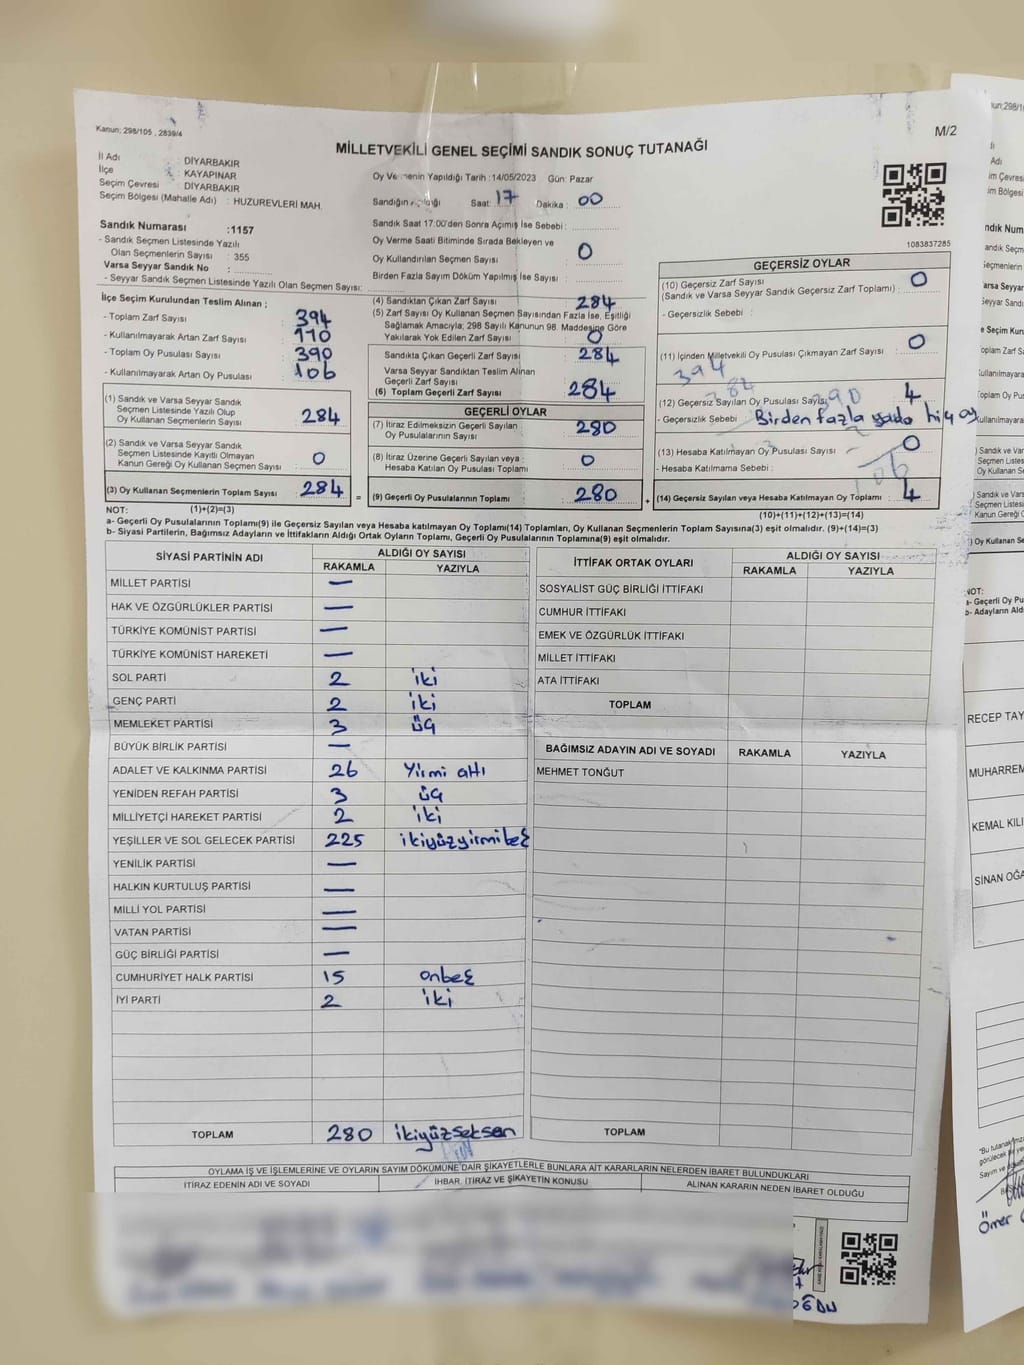 Kanun; 298/105 , 2839/4
M/2
MİLLETVEKİLİ GENEL SEÇİMİ SANDIK SONUÇ TUTANAĞI
İl Adı : DİYARBAKIR
İlçe : KAYAPINAR
Seçim Çevresi : DİYARBAKIR
Seçim Bölgesi (Mahalle Adı) : HUZUREVLERİ MAH.
Sandık Numarası :1157
- Sandık Seçmen Listesinde Yazılı
Olan Seçmenlerin Sayısı : 355
Varsa Seyyar Sandık No :
- Seyyar Sandık Seçmen Listesinde Yazılı Olan Seçmen Sayısı:
Oy Yapıldığı Tarih :14/05/2023 Gün: Pazar
Sandığın Saat: 17 Dakika : 00
Sandık Saat 17:00'den Sonra Açılmış İse Sebebi :
Oy Verme Saati Bitiminde Sırada Bekleyen ve
Oy Kullandırılan Seçmen Sayısı : 0
Birden Fazla Sayım Döküm Yapılmış İse Sayısı :
1083837285
İlçe Seçim Kurulundan Teslim Alınan ;
- Toplam Zarf Sayısı : 394
- Kullanılmayarak Artan Zarf Sayısı : 110
- Toplam Oy Pusulası Sayısı : 390
- Kullanılmayarak Artan Oy Pusulası : 106
(1) Sandık ve Varsa Seyyar Sandık
Seçmen Listesinde Yazılı Olup
Oy Kullanan Seçmenlerin Sayısı : 284
(2) Sandık ve Varsa Seyyar Sandık
Seçmen Listesinde Kayıtlı Olmayan
Kanun Gereği Oy Kullanan Seçmen Sayısı : 0
(3) Oy Kullanan Seçmenlerin Toplam Sayısı : 284 =
(4) Sandıktan Çıkan Zarf Sayısı : 284
(5) Zarf Sayısı Oy Kullanan Seçmen Sayısından Fazla İse, Eşitliği
Sağlamak Amacıyla; 298 Sayılı Kanunun 98. Maddesine Göre
Yakılarak Yok Edilen Zarf Sayısı : 0
Sandıkta Çıkan Geçerli Zarf Sayısı : 284
Varsa Seyyar Sandıktan Teslim Alınan
Geçerli Zarf Sayısı :
(6) Toplam Geçerli Zarf Sayısı : 284
GEÇERLİ OYLAR
(7) İtiraz Edilmeksizin Geçerli Sayılan
Oy Pusulasının Sayısı : 280
(8) İtiraz Üzerine Geçerli Sayılan veya
Hesaba Katılan Oy Pusulası Toplamı : 0
(9) Geçerli Oy Pusulalarının Toplamı : 280 +
GEÇERSİZ OYLAR
(10) Geçersiz Zarf Sayısı
(Sandık ve Varsa Seyyar Sandık Geçersiz Zarf Toplamı) : 0
- Geçersizlik Sebebi :
(11) İçinden Milletvekili Oy Pusulası Çıkmayan Zarf Sayısı : 0
394
284
390
(12) Geçersiz Sayılan Oy Pusulası Sayısı : 4
- Geçersizlik Sebebi : Birden fazla yada hiç oy
(13) Hesaba Katılmayan Oy Pusulası Sayısı : 0
- Hesaba Katılmama Sebebi :
106
(14) Geçersiz Sayılan veya Hesaba Katılmayan Oy Toplamı : 4
NOT: (1)+(2)=(3)
(10)+(11)+(12)+(13)=(14)
a- Geçerli Oy Pusulalarının Toplamı(9) ile Geçersiz Sayılan veya Hesaba katılmayan Oy Toplamı(14) Toplamları, Oy Kullanan Seçmenlerin Toplam Sayısına(3) eşit olmalıdır. (9)+(14)=(3)
b- Siyasi Partilerin, Bağımsız Adayların ve İttifakların Aldığı Ortak Oyların Toplamı, Geçerli Oy Pusulalarının Toplamına(9) eşit olmalıdır.
SİYASİ PARTİNİN ADI ALDIĞI OY SAYISI
RAKAMLA YAZIYLA
MİLLET PARTİSİ —
HAK VE ÖZGÜRLÜKLER PARTİSİ —
TÜRKİYE KOMÜNİST PARTİSİ —
TÜRKİYE KOMÜNİST HAREKETİ —
SOL PARTİ 2 iki
GENÇ PARTİ 2 iki
MEMLEKET PARTİSİ 3 üç
BÜYÜK BİRLİK PARTİSİ —
ADALET VE KALKINMA PARTİSİ 26 Yirmi altı
YENİDEN REFAH PARTİSİ 3 üç
MİLLİYETÇİ HAREKET PARTİSİ 2 iki
YEŞİLLER VE SOL GELECEK PARTİSİ 225 ikiyüzyirmibeş
YENİLİK PARTİSİ —
HALKIN KURTULUŞ PARTİSİ —
MİLLİ YOL PARTİSİ —
VATAN PARTİSİ —
GÜÇ BİRLİĞİ PARTİSİ —
CUMHURİYET HALK PARTİSİ 15 onbeş
İYİ PARTİ 2 iki
TOPLAM 280 ikiyüzseksen
İTTİFAK ORTAK OYLARI ALDIĞI OY SAYISI
RAKAMLA YAZIYLA
SOSYALİST GÜÇ BİRLİĞİ İTTİFAKI
CUMHUR İTTİFAKI
EMEK VE ÖZGÜRLÜK İTTİFAKI
MİLLET İTTİFAKI
ATA İTTİFAKI
TOPLAM
BAĞIMSIZ ADAYIN ADI VE SOYADI RAKAMLA YAZIYLA
MEHMET TONĞUT
TOPLAM
OYLAMA İŞ VE İŞLEMLERİNE VE OYLARIN SAYIM DÖKÜMÜNE DAİR ŞİKAYETLERLE BUNLARA AİT KARARLARIN NELERDEN İBARET BULUNDUKLARI
İTİRAZ EDENİN ADI VE SOYADI İHBAR, İTİRAZ VE ŞİKAYETİN KONUSU ALINAN KARARIN NEDEN İBARET OLDUĞU
RECEP TAY
MUHARREM
KEMAL KILI
SİNAN OĞA
Ömer